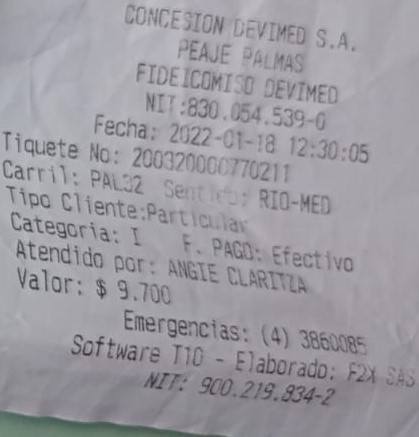 CONCESION DEVIMED S.A.
PEAJE PALMAS
FIDEICOMISO DEVIMED
NIT:830.054.539-0
Fecha: 2022-01-18 12:30:05
Tiquete No: 200320000770211
Carril: PAL32 Sentido: RIO-MED
Tipo Cliente:Particular
Categoria: I F. PAGO: Efectivo
Atendido por: ANGIE CLARITZA
Valor: $ 9.700
Emergencias: (4) 3860085
Software T10 - Elaborado: F2X SAS
NIT: 900.219.834-2